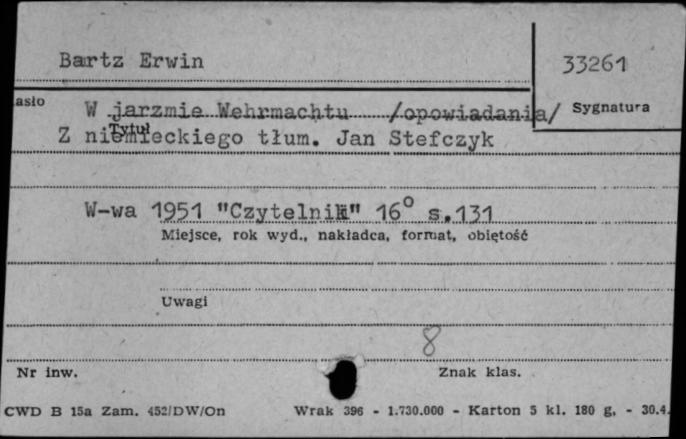 Bartz Erwin
33261
asło
W jarzmie Wehrmachtu /opowiadania/
Sygnatura
Tytuł
Z niemieckiego tłum. Jan Stefczyk
W-wa 1951 "Czytelnik" 16° s.131
Miejsce, rok wyd., nakładca, format, objętość
Uwagi
8
Nr inw.
Znak klas.
CWD B 15a Zam. 452/DW/On Wrak 396 - 1.730.000 - Karton 5 kl. 180 g, - 30.4.